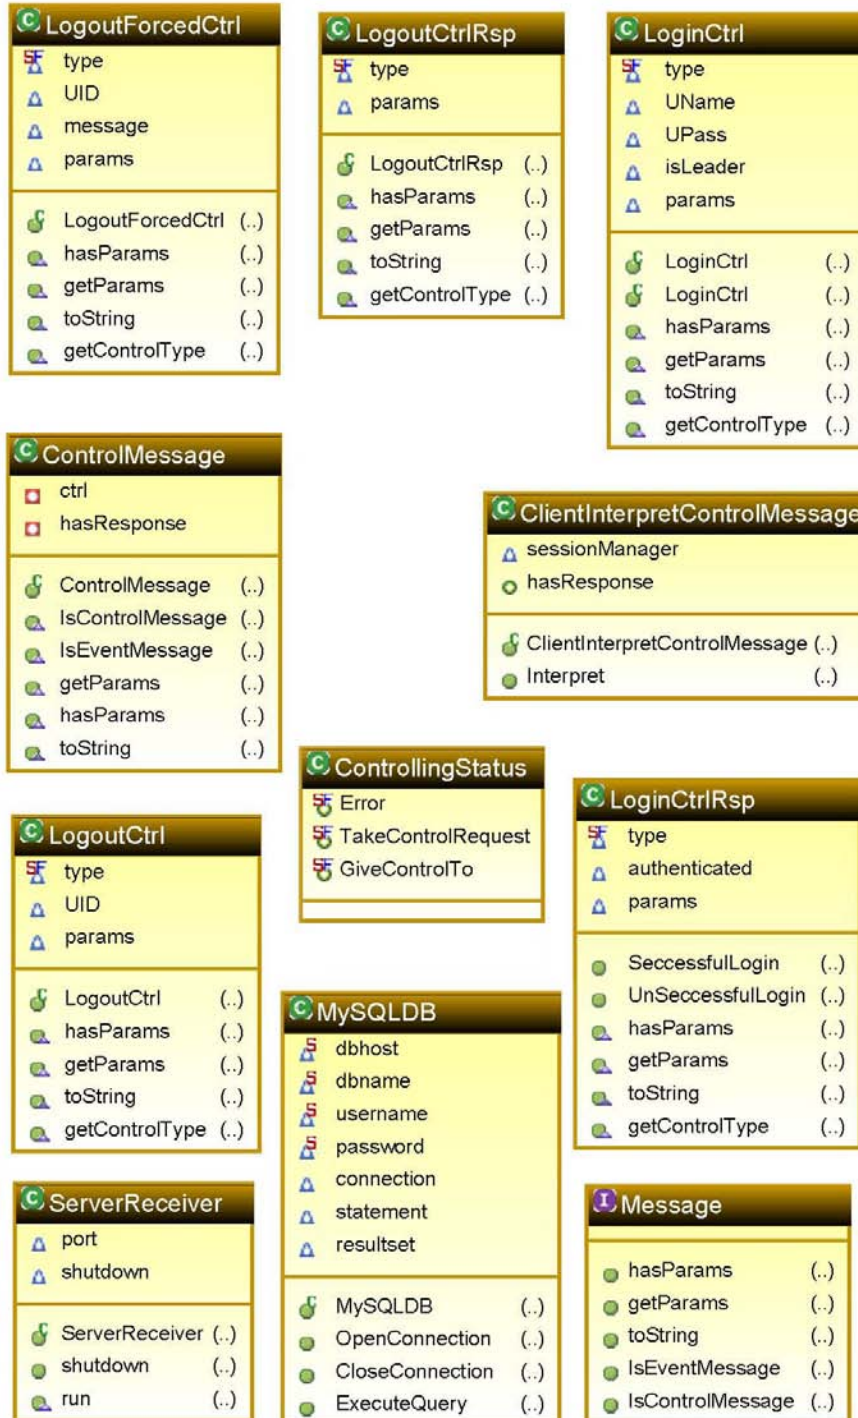 LogoutForcedCtrl
type
UID
message
params
LogoutForcedCtrl (..)
hasParams (..)
getParams (..)
toString (..)
getControlType (..)
LogoutCtrlRsp
type
params
LogoutCtrlRsp (..)
hasParams (..)
getParams (..)
toString (..)
getControlType (..)
LoginCtrl
type
UName
UPass
isLeader
params
LoginCtrl (..)
LoginCtrl (..)
hasParams (..)
getParams (..)
toString (..)
getControlType (..)
ControlMessage
ctrl
hasResponse
ControlMessage (..)
IsControlMessage (..)
IsEventMessage (..)
getParams (..)
hasParams (..)
toString (..)
ClientInterpretControlMessage
sessionManager
hasResponse
ClientInterpretControlMessage (..)
Interpret (..)
ControllingStatus
Error
TakeControlRequest
GiveControlTo
LoginCtrlRsp
type
authenticated
params
SeccessfulLogin (..)
UnSeccessfulLogin (..)
hasParams (..)
getParams (..)
toString (..)
getControlType (..)
LogoutCtrl
type
UID
params
LogoutCtrl (..)
hasParams (..)
getParams (..)
toString (..)
getControlType (..)
MySQLDB
dbhost
dbname
username
password
connection
statement
resultset
MySQLDB (..)
OpenConnection (..)
CloseConnection (..)
ExecuteQuery (..)
ServerReceiver
port
shutdown
ServerReceiver (..)
shutdown (..)
run (..)
Message
hasParams (..)
getParams (..)
toString (..)
IsEventMessage (..)
IsControlMessage (..)